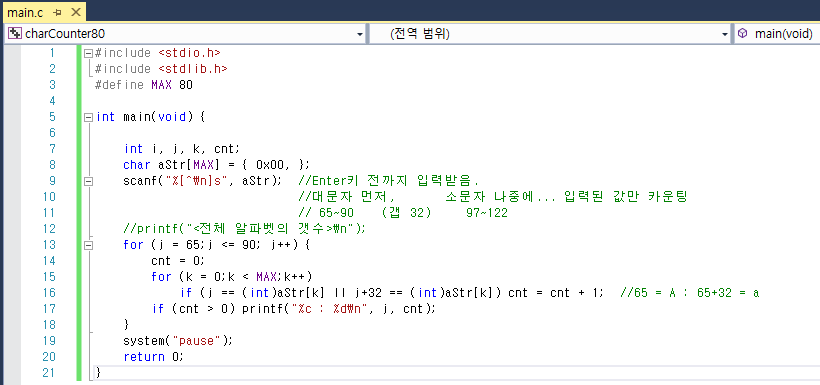 main.c
charCounter80 (전역 범위) main(void)
1 #include <stdio.h>
2 #include <stdlib.h>
3 #define MAX 80
4
5 int main(void) {
6
7 int i, j, k, cnt;
8 char aStr[MAX] = { 0x00, };
9 scanf("%[^₩n]s", aStr); //Enter키 전까지 입력받음.
10 //대문자 먼저, 소문자 나중에... 입력된 값만 카운팅
11 // 65~90 (갭 32) 97~122
12 //printf("<전체 알파벳의 갯수>₩n");
13 for (j = 65;j <= 90; j++) {
14 cnt = 0;
15 for (k = 0;k < MAX;k++)
16 if (j == (int)aStr[k] || j+32 == (int)aStr[k]) cnt = cnt + 1; //65 = A : 65+32 = a
17 if (cnt > 0) printf("%c : %d₩n", j, cnt);
18 }
19 system("pause");
20 return 0;
21 }